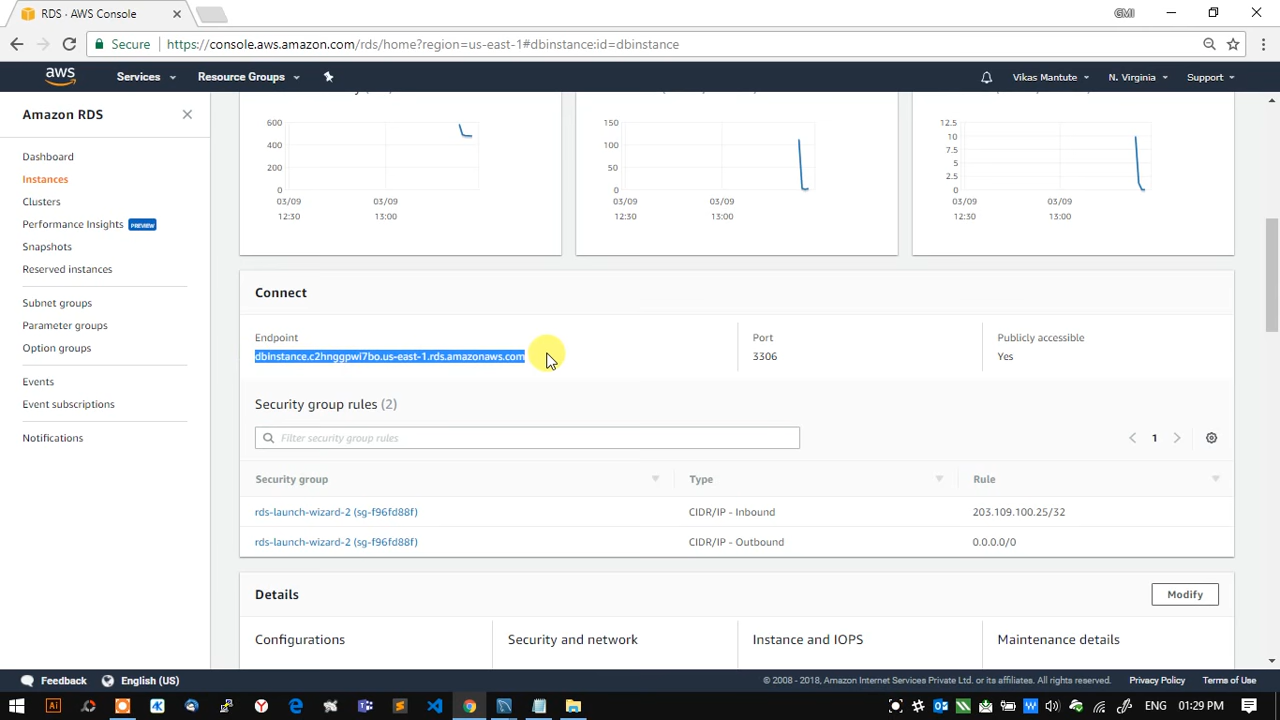 RDS - AWS Console
GMI
Secure https://console.aws.amazon.com/rds/home?region=us-east-1#dbinstance:id=dbinstance
aws Services Resource Groups Vikas Mantute N. Virginia Support
Amazon RDS
Dashboard
Instances
Clusters
Performance Insights PREVIEW
Snapshots
Reserved instances
Subnet groups
Parameter groups
Option groups
Events
Event subscriptions
Notifications
600
400
200
0
03/09 03/09
12:30 13:00
150
100
50
0
03/09 03/09
12:30 13:00
12.5
10
7.5
5
2.5
0
03/09 03/09
12:30 13:00
Connect
Endpoint Port Publicly accessible
dbinstance.c2hnggpwi7bo.us-east-1.rds.amazonaws.com 3306 Yes
Security group rules (2)
Filter security group rules 1
Security group Type Rule
rds-launch-wizard-2 (sg-f96fd88f) CIDR/IP - Inbound 203.109.100.25/32
rds-launch-wizard-2 (sg-f96fd88f) CIDR/IP - Outbound 0.0.0.0/0
Details Modify
Configurations Security and network Instance and IOPS Maintenance details
Feedback English (US) © 2008 - 2018, Amazon Internet Services Private Ltd. or its affiliates. All rights reserved. Privacy Policy Terms of Use
ENG 01:29 PM